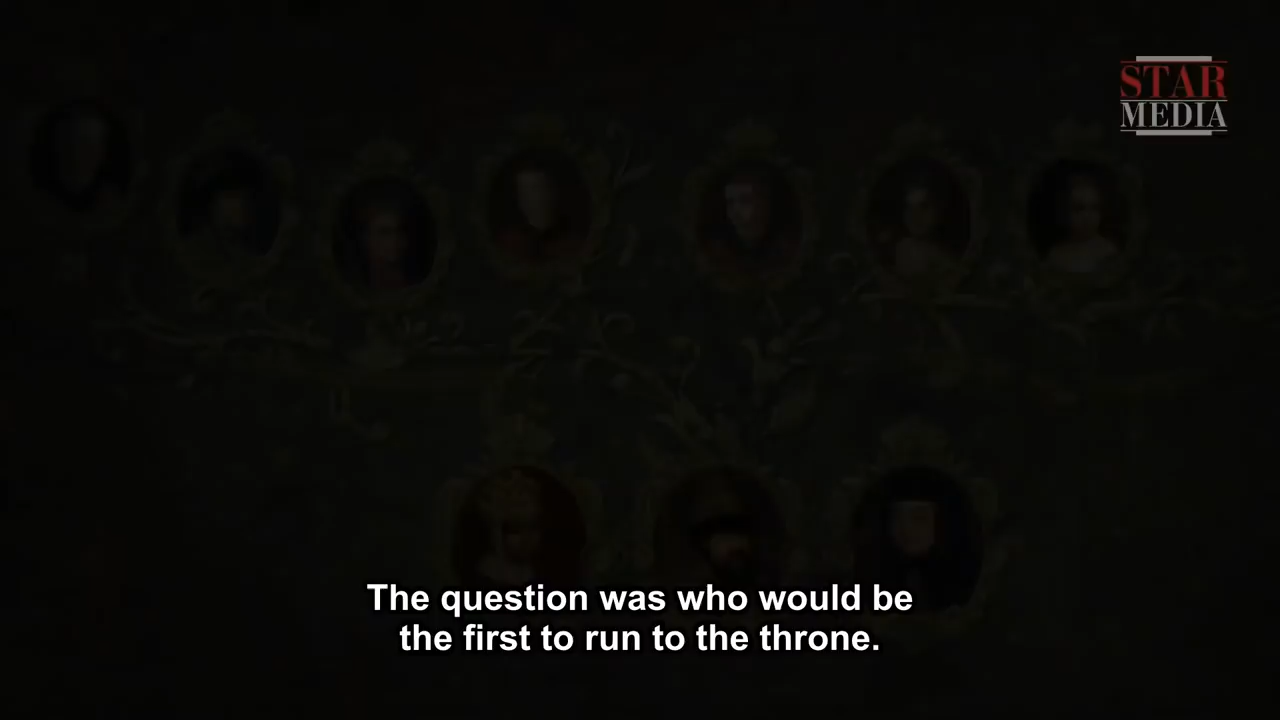 STAR
MEDIA
The question was who would be
the first to run to the throne.